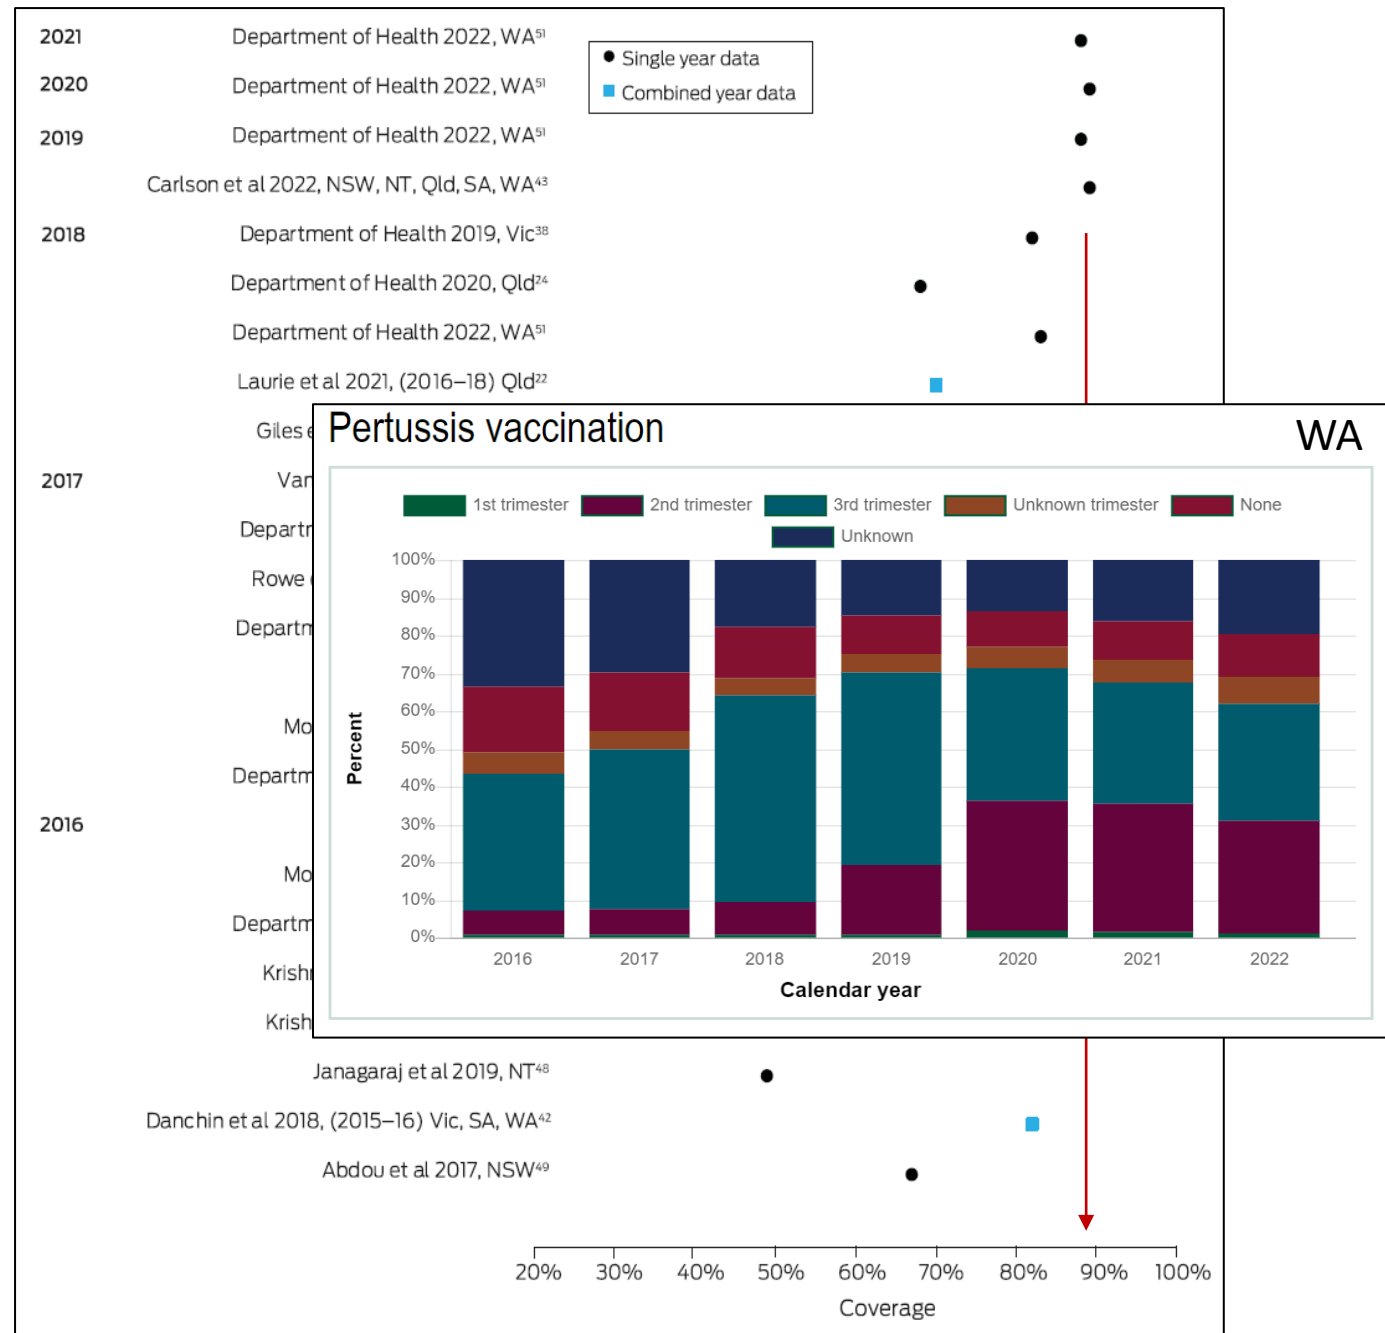 2021 Department of Health 2022, WA⁵¹
● Single year data
■ Combined year data
2020 Department of Health 2022, WA⁵¹
2019 Department of Health 2022, WA⁵¹
Carlson et al 2022, NSW, NT, Qld, SA, WA⁴³
2018 Department of Health 2019, Vic³⁸
Department of Health 2020, Qld²⁴
Department of Health 2022, WA⁵¹
Laurie et al 2021, (2016–18) Qld²²
Giles
2017
Rowe
2016
Pertussis vaccination WA
1st trimester 2nd trimester 3rd trimester Unknown trimester None
Unknown
100%
90%
80%
70%
60%
50%
40%
30%
20%
10%
0%
Percent
2016 2017 2018 2019 2020 2021 2022
Calendar year
Janagaraj et al 2019, NT⁴⁸
Danchin et al 2018, (2015–16) Vic, SA, WA⁴²
Abdou et al 2017, NSW⁴⁹
20% 30% 40% 50% 60% 70% 80% 90% 100%
Coverage